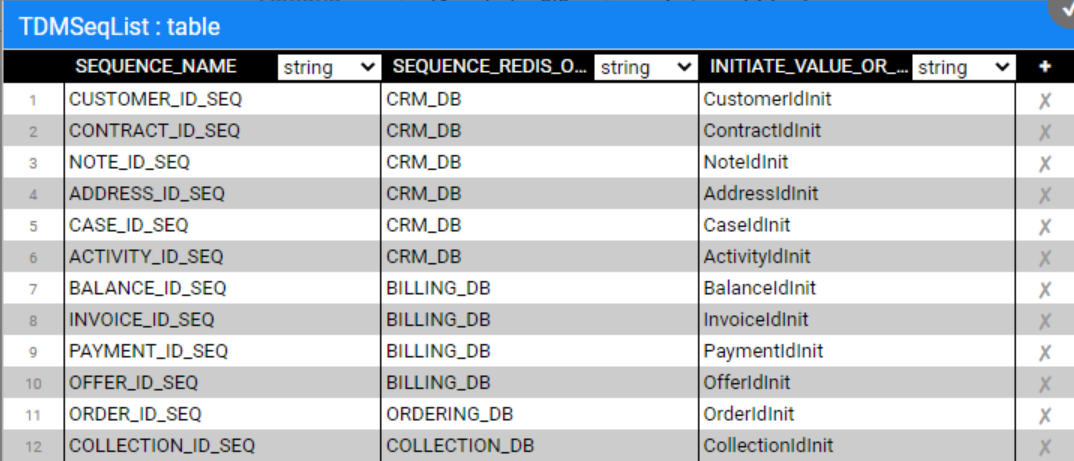 TDMSeqList : table
SEQUENCE_NAME string SEQUENCE_REDIS_O... string INITIATE_VALUE_OR_... string +
1 CUSTOMER_ID_SEQ CRM_DB CustomerIdInit X
2 CONTRACT_ID_SEQ CRM_DB ContractIdInit X
3 NOTE_ID_SEQ CRM_DB NoteIdInit X
4 ADDRESS_ID_SEQ CRM_DB AddressIdInit X
5 CASE_ID_SEQ CRM_DB CaseIdInit X
6 ACTIVITY_ID_SEQ CRM_DB ActivityIdInit X
7 BALANCE_ID_SEQ BILLING_DB BalanceIdInit X
8 INVOICE_ID_SEQ BILLING_DB InvoiceIdInit X
9 PAYMENT_ID_SEQ BILLING_DB PaymentIdInit X
10 OFFER_ID_SEQ BILLING_DB OfferIdInit X
11 ORDER_ID_SEQ ORDERING_DB OrderIdInit X
12 COLLECTION_ID_SEQ COLLECTION_DB CollectionIdInit X